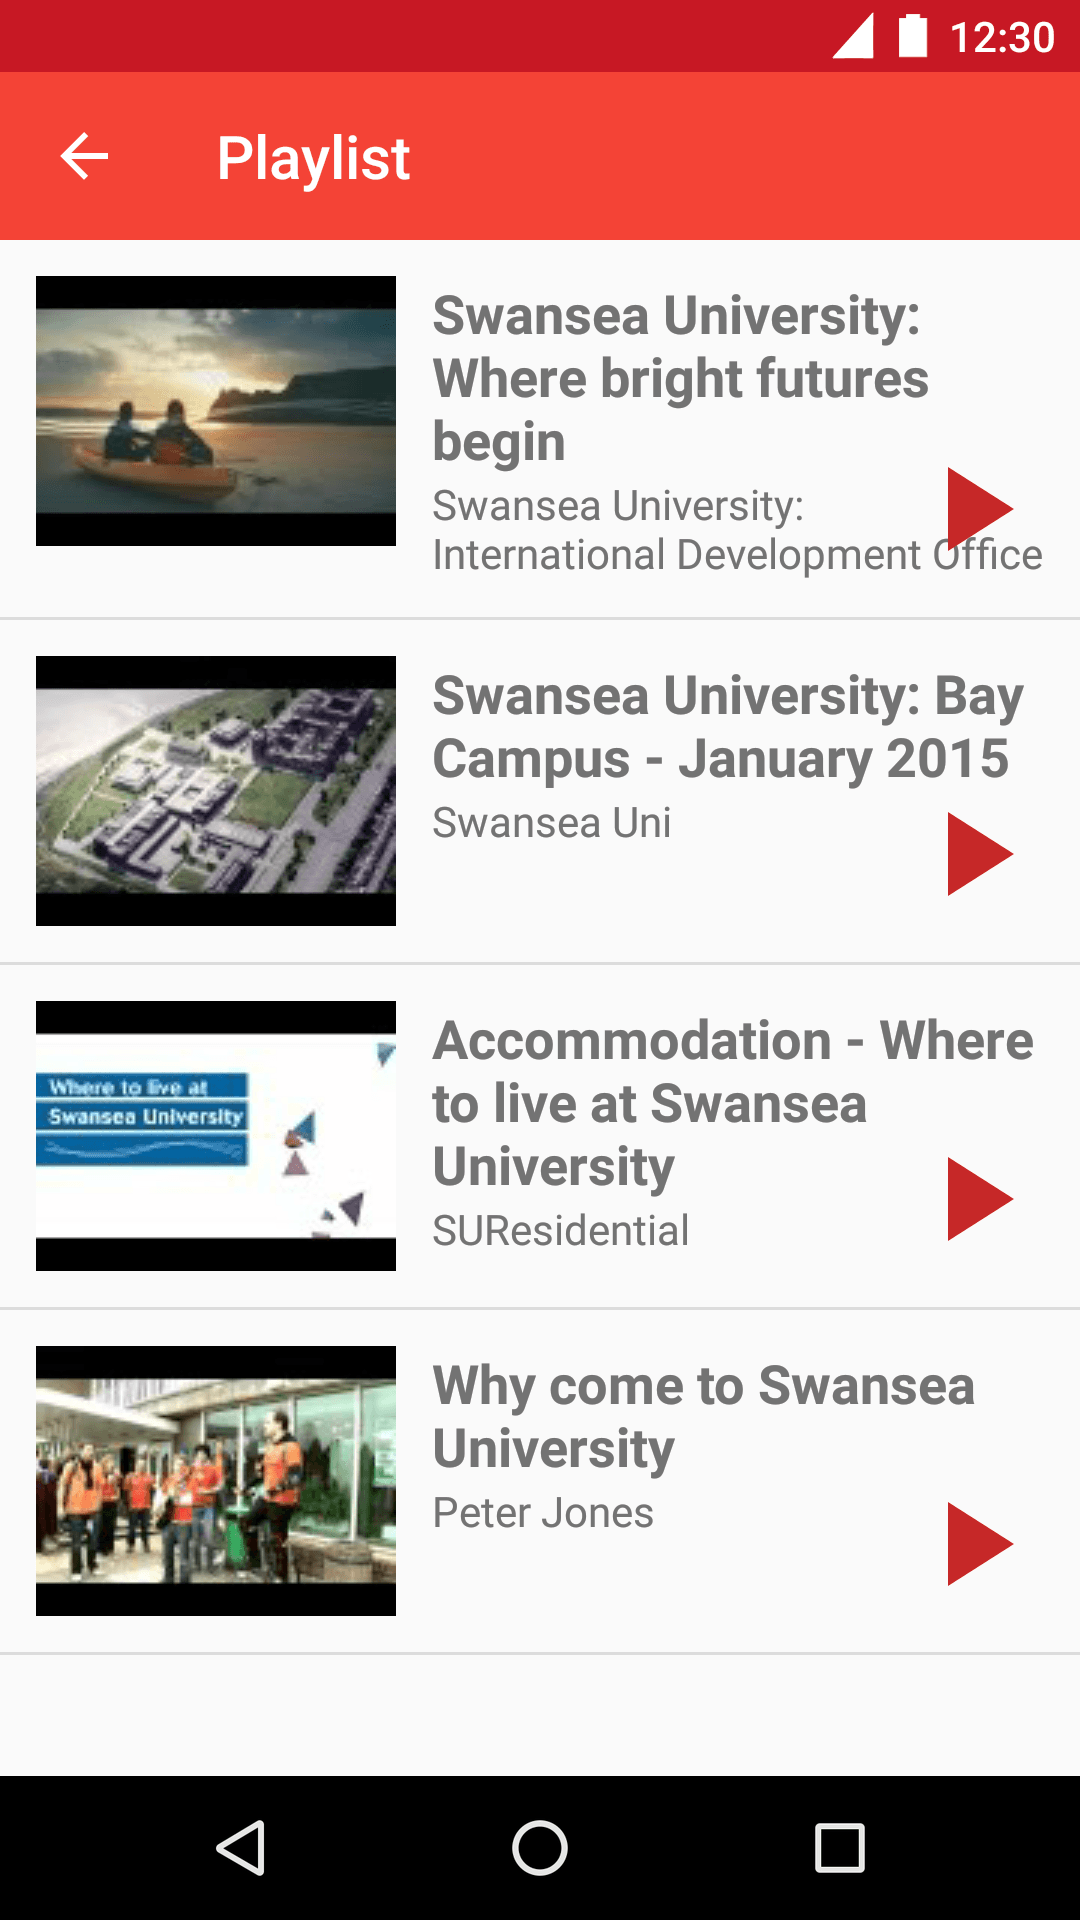 12:30
Playlist
Swansea University:
Where bright futures
begin
Swansea University:
International Development Office
Swansea University: Bay
Campus - January 2015
Swansea Uni
Where to live at
Swansea University
Accommodation - Where
to live at Swansea
University
SUResidential
Why come to Swansea
University
Peter Jones